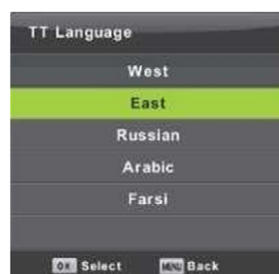 TT Language
West
East
Russian
Arabic
Farsi
OK Select MENU Back